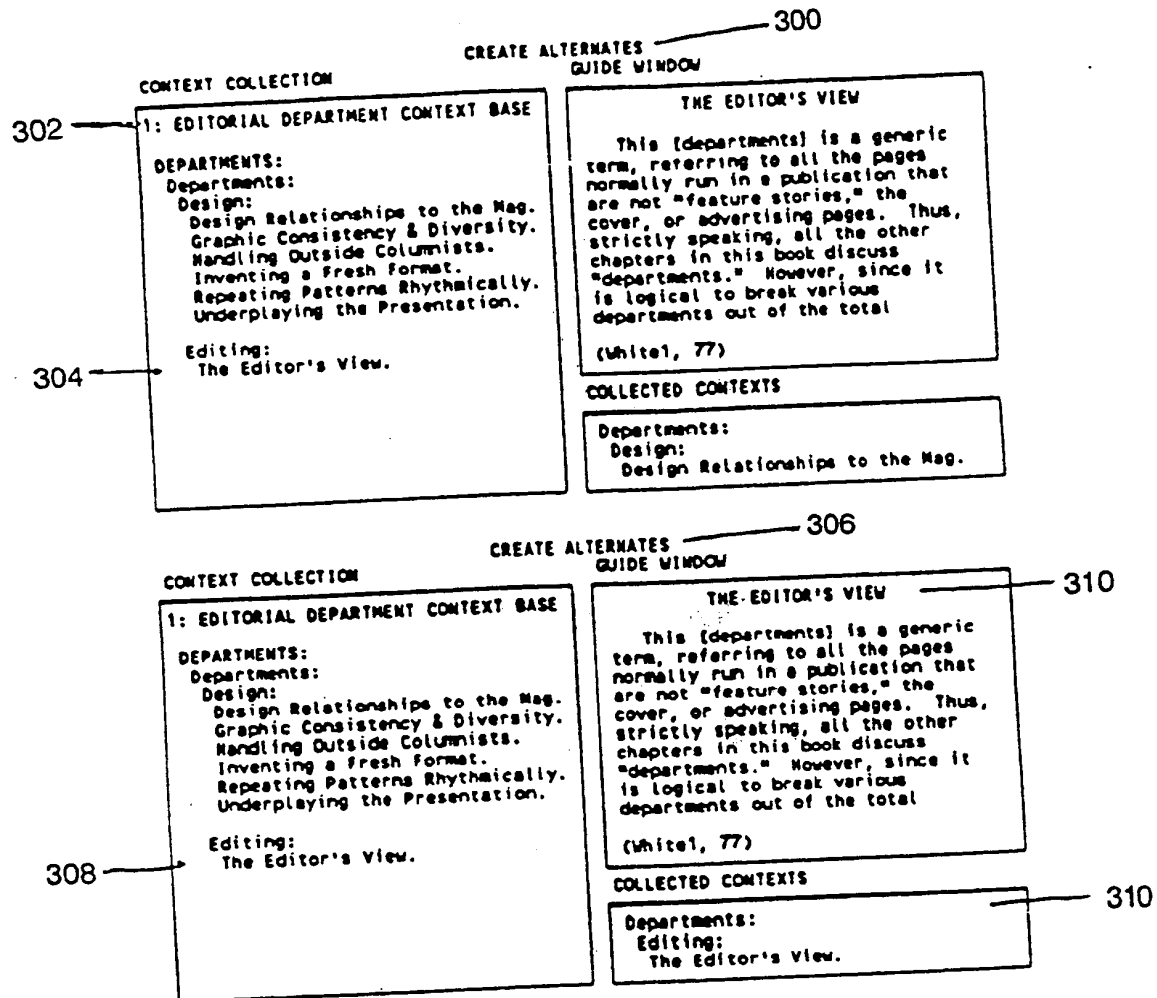 300
CREATE ALTERNATES
CONTEXT COLLECTION
GUIDE WINDOW
302
1: EDITORIAL DEPARTMENT CONTEXT BASE
DEPARTMENTS:
Departments:
Design:
Design Relationships to the Mag.
Graphic Consistency & Diversity.
Handling Outside Columnists.
Inventing a Fresh Format.
Repeating Patterns Rhythmically.
Underplaying the Presentation.
Editing:
304
The Editor's View.
THE EDITOR'S VIEW
This [departments] is a generic
term, referring to all the pages
normally run in a publication that
are not "feature stories," the
cover, or advertising pages. Thus,
strictly speaking, all the other
chapters in this book discuss
"departments." However, since it
is logical to break various
departments out of the total
(White1, 77)
COLLECTED CONTEXTS
Departments:
Design:
Design Relationships to the Mag.
306
CREATE ALTERNATES
CONTEXT COLLECTION
GUIDE WINDOW
1: EDITORIAL DEPARTMENT CONTEXT BASE
DEPARTMENTS:
Departments:
Design:
Design Relationships to the Mag.
Graphic Consistency & Diversity.
Handling Outside Columnists.
Inventing a Fresh Format.
Repeating Patterns Rhythmically.
Underplaying the Presentation.
Editing:
308
The Editor's View.
THE EDITOR'S VIEW
310
This [departments] is a generic
term, referring to all the pages
normally run in a publication that
are not "feature stories," the
cover, or advertising pages. Thus,
strictly speaking, all the other
chapters in this book discuss
"departments." However, since it
is logical to break various
departments out of the total
(White1, 77)
COLLECTED CONTEXTS
310
Departments:
Editing:
The Editor's View.